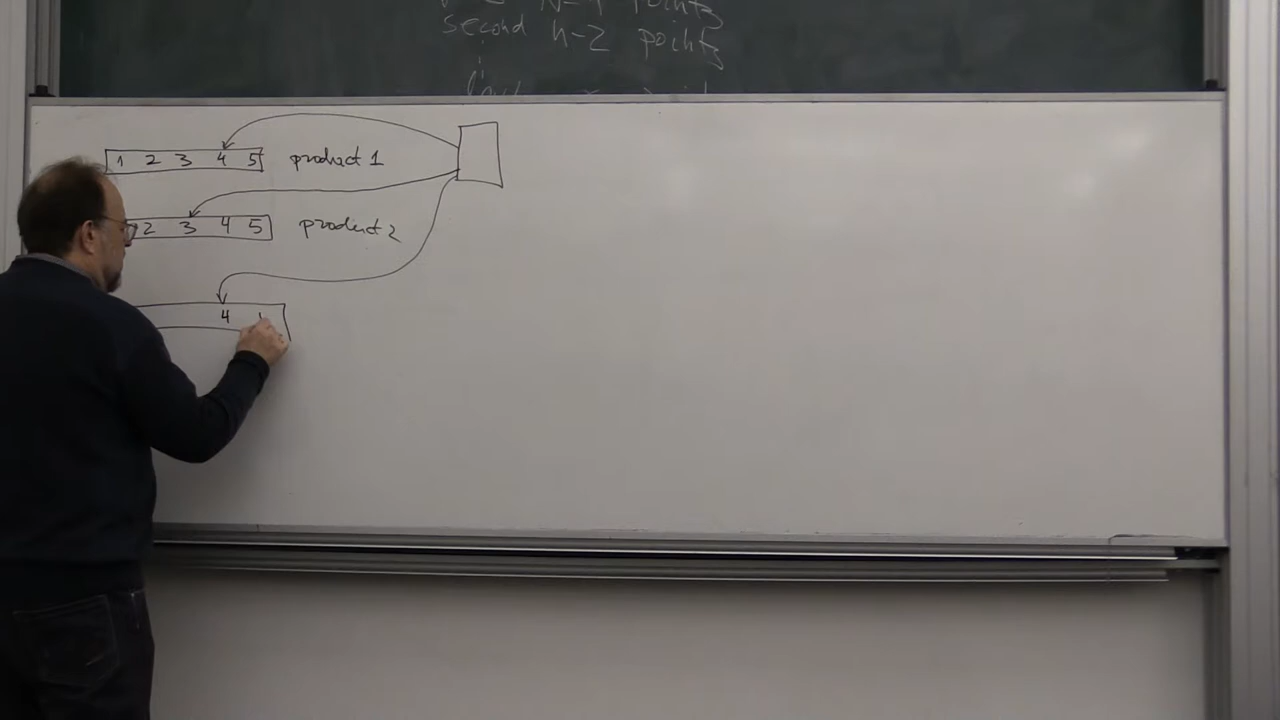 second n-2 points
1 2 3 4 5 product 1
2 3 4 5 product 2
4